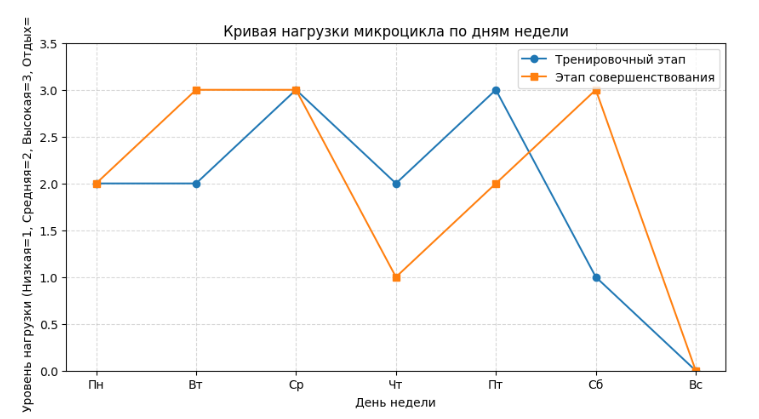 Кривая нагрузки микроцикла по дням недели
Уровень нагрузки (Низкая=1, Средняя=2, Высокая=3, Отдых=
3.5
3.0
2.5
2.0
1.5
1.0
0.5
0.0
Тренировочный этап
Этап совершенствования
Пн Вт Ср Чт Пт Сб Вс
День недели